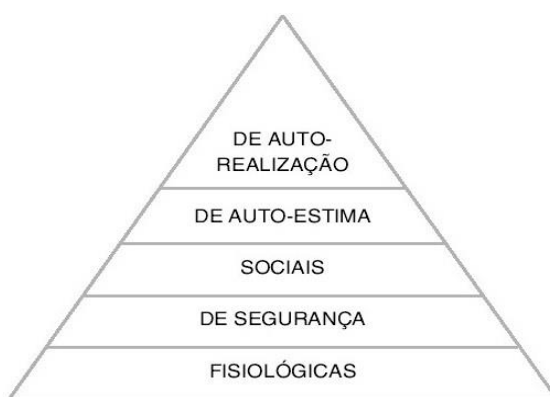 DE AUTO-
REALIZAÇÃO
DE AUTO-ESTIMA
SOCIAIS
DE SEGURANÇA
FISIOLÓGICAS